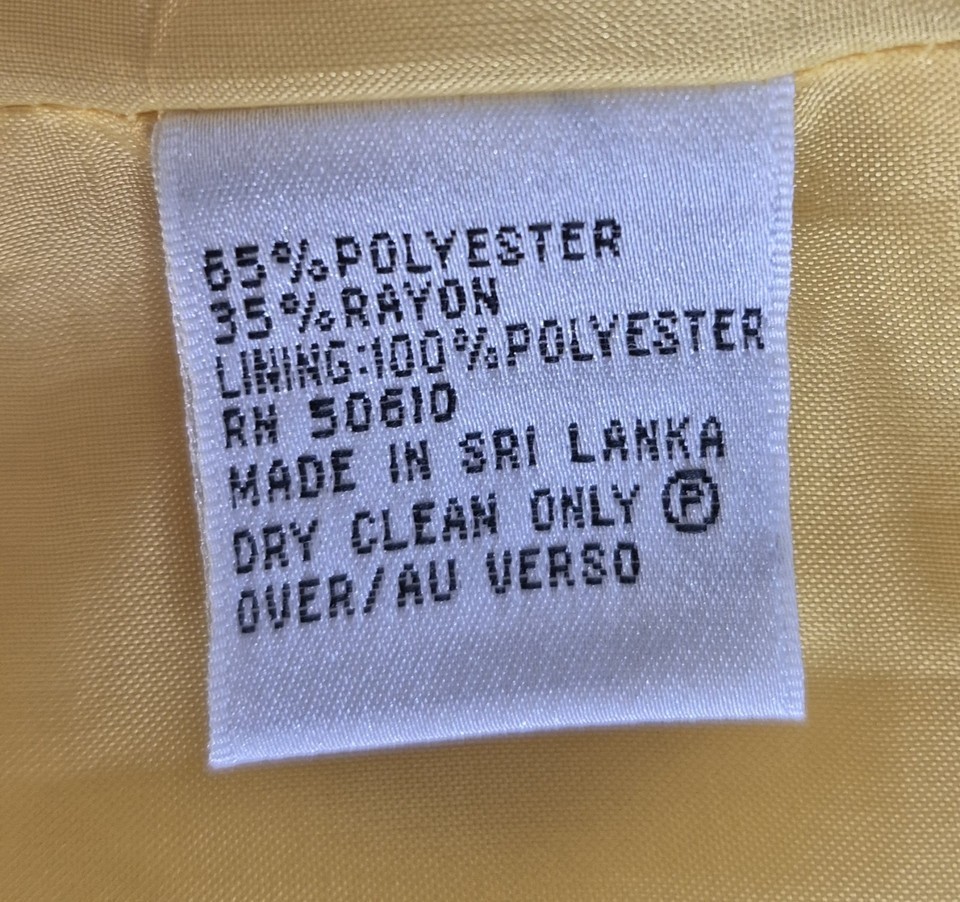 65%POLYESTER
35%RAYON
LINING:100%POLYESTER
RN 50610
MADE IN SRI LANKA
DRY CLEAN ONLY Ⓟ
OVER/AU VERSO